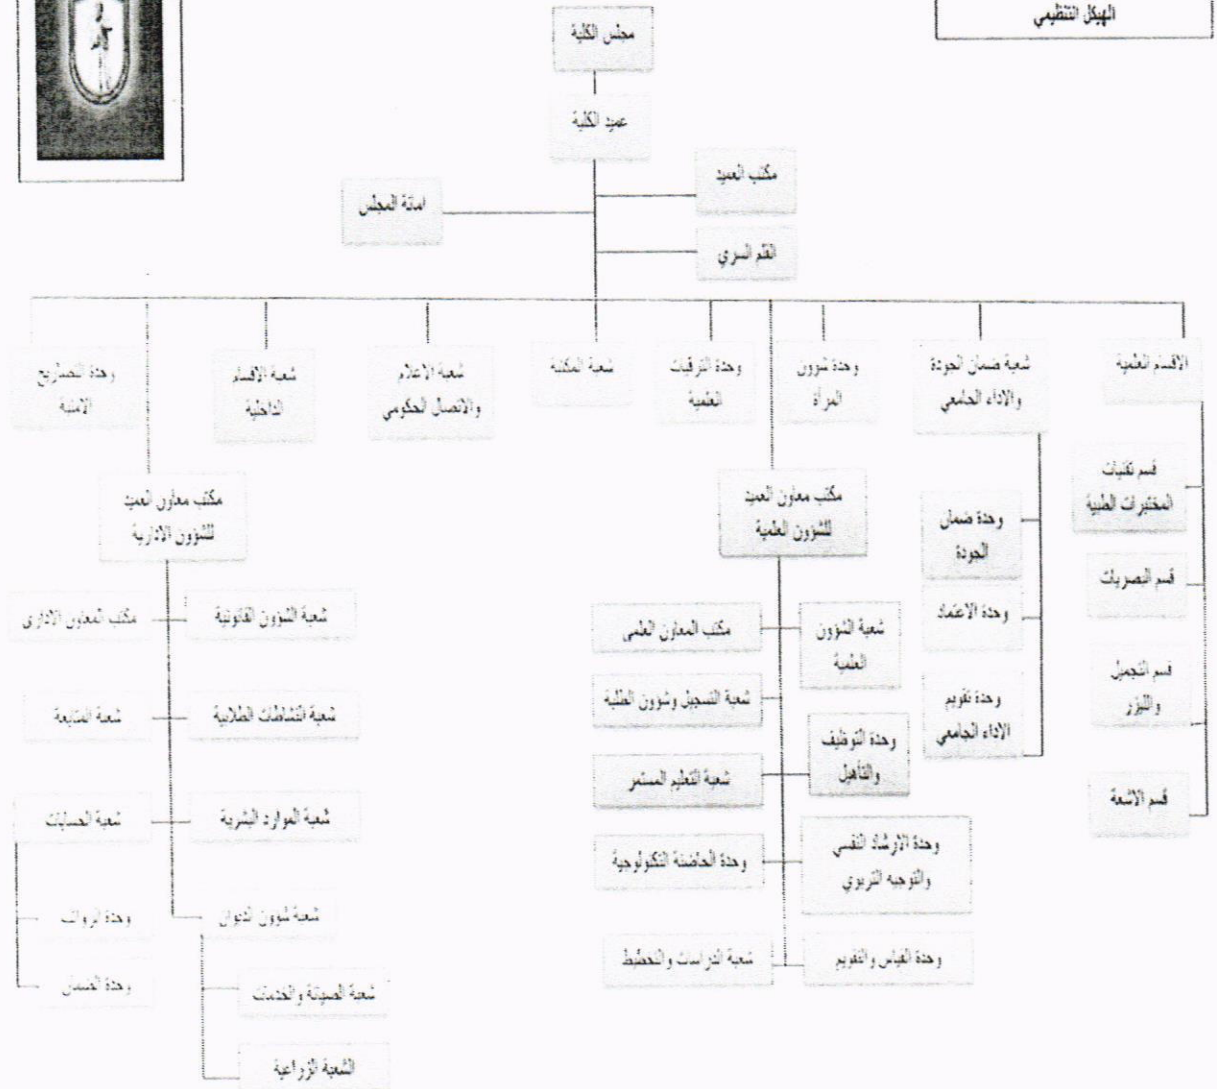 الهيكل التنظيمي
مجلس الكلية
عميد الكلية
مكتب العميد
امانة المجلس
القلم السري
الاقسام العلمية
شعبة ضمان الجودة
والاداء الجامعي
وحدة شوون
المرأة
وحدة الترقيات
العلمية
شعبة المكتبة
شعبة الاعلام
والاتصال الحكومي
شعبة الاقسام
الداخلية
وحدة التصاريح
الامنية
قسم تقنيات
المختبرات الطبية
قسم البصريات
قسم التجميل
والليزر
قسم الاشعة
وحدة ضمان
الجودة
وحدة الاعتماد
وحدة تقويم
الاداء الجامعي
مكتب معاون العميد
للشؤون العلمية
شعبة الشؤون
العلمية
مكتب المعاون العلمي
شعبة التسجيل وشؤون الطلبة
وحدة التوظيف
والتأهيل
شعبة التعليم المستمر
وحدة الارشاد النفسي
والتوجيه التربوي
وحدة الحاضنة التكنولوجية
وحدة القياس والتقويم
شعبة الدراسات والتخطيط
مكتب معاون العميد
للشؤون الادارية
شعبة الشؤون القانونية
مكتب المعاون الاداري
شعبة النشاطات الطلابية
شعبة المتابعة
شعبة الموارد البشرية
شعبة الحسابات
شعبة شوون الديوان
وحدة الرواتب
وحدة الضمان
شعبة الصيانة والخدمات
الشعبة الزراعية